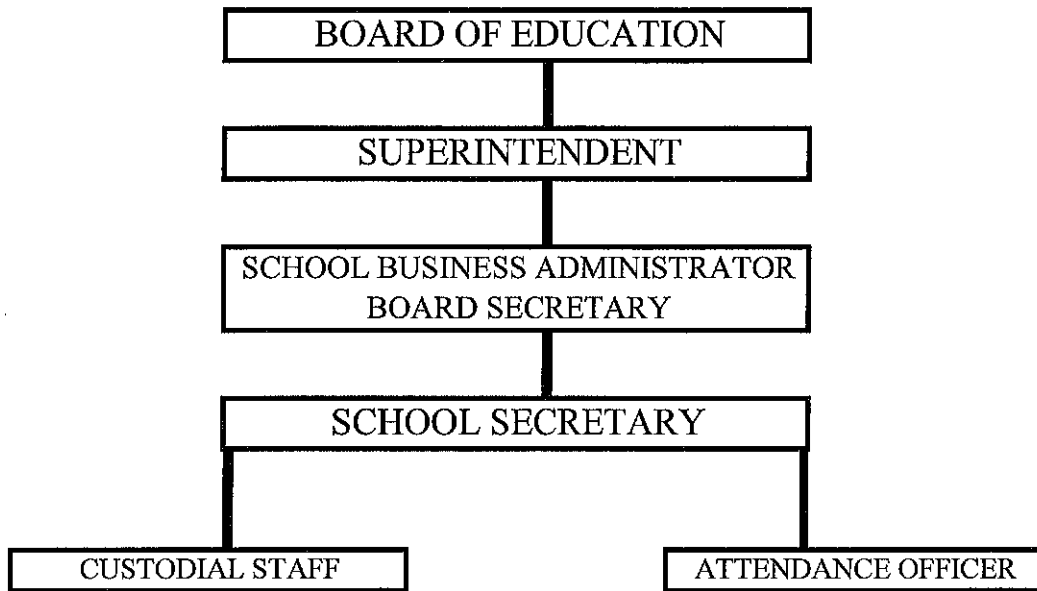 BOARD OF EDUCATION
SUPERINTENDENT
SCHOOL BUSINESS ADMINISTRATOR
BOARD SECRETARY
SCHOOL SECRETARY
CUSTODIAL STAFF
ATTENDANCE OFFICER